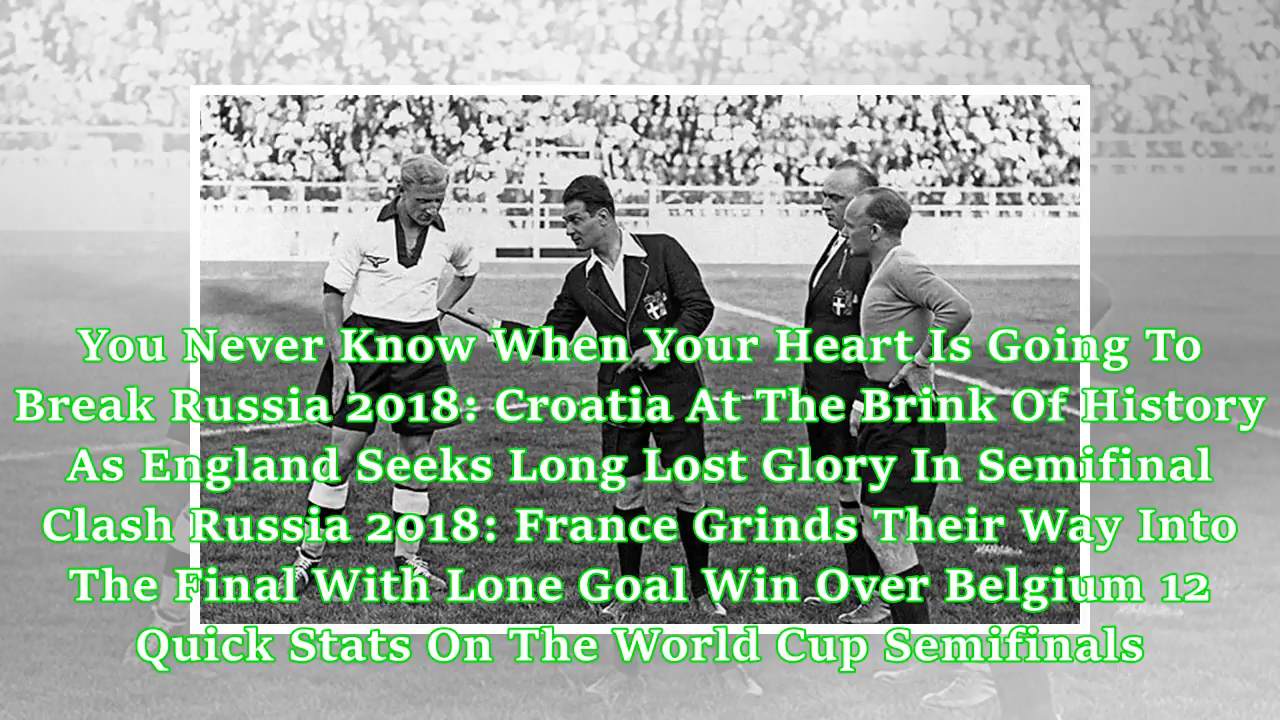 You Never Know When Your Heart Is Going To
Break Russia 2018: Croatia At The Brink Of History
As England Seeks Long Lost Glory In Semifinal
Clash Russia 2018: France Grinds Their Way Into
The Final With Lone Goal Win Over Belgium 12
Quick Stats On The World Cup Semifinals